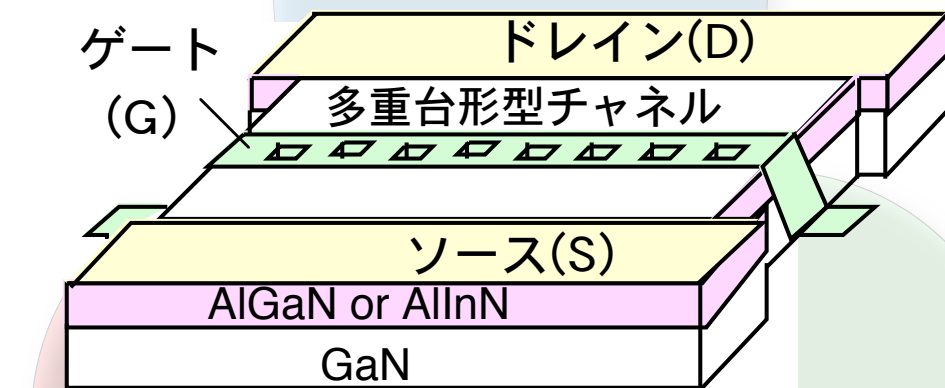 ゲート
(G)
ドレイン(D)
多重台形型チャネル
ソース(S)
AlGaN or AlInN
GaN